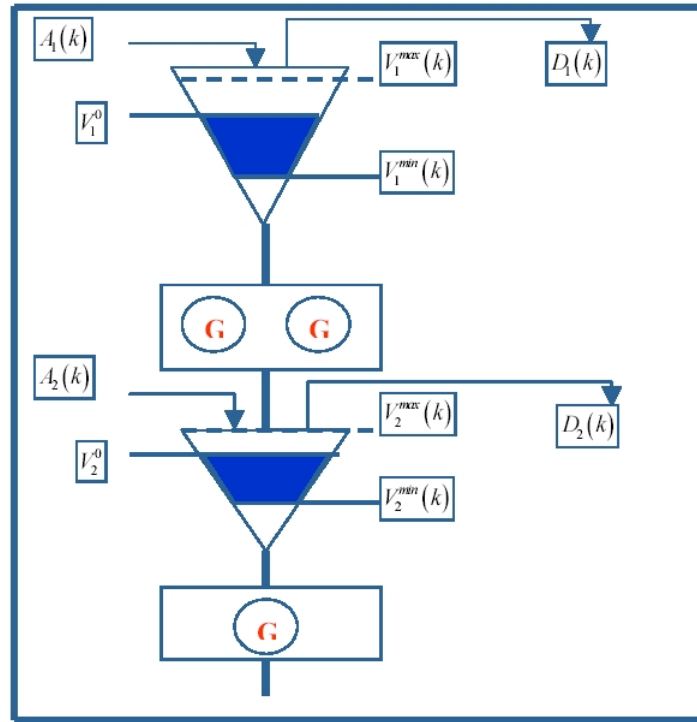 A₁(k)
V₁ᵐᵃˣ(k)
D₁(k)
V₁⁰
V₁ᵐⁱⁿ(k)
G G
A₂(k)
V₂ᵐᵃˣ(k)
D₂(k)
V₂⁰
V₂ᵐⁱⁿ(k)
G